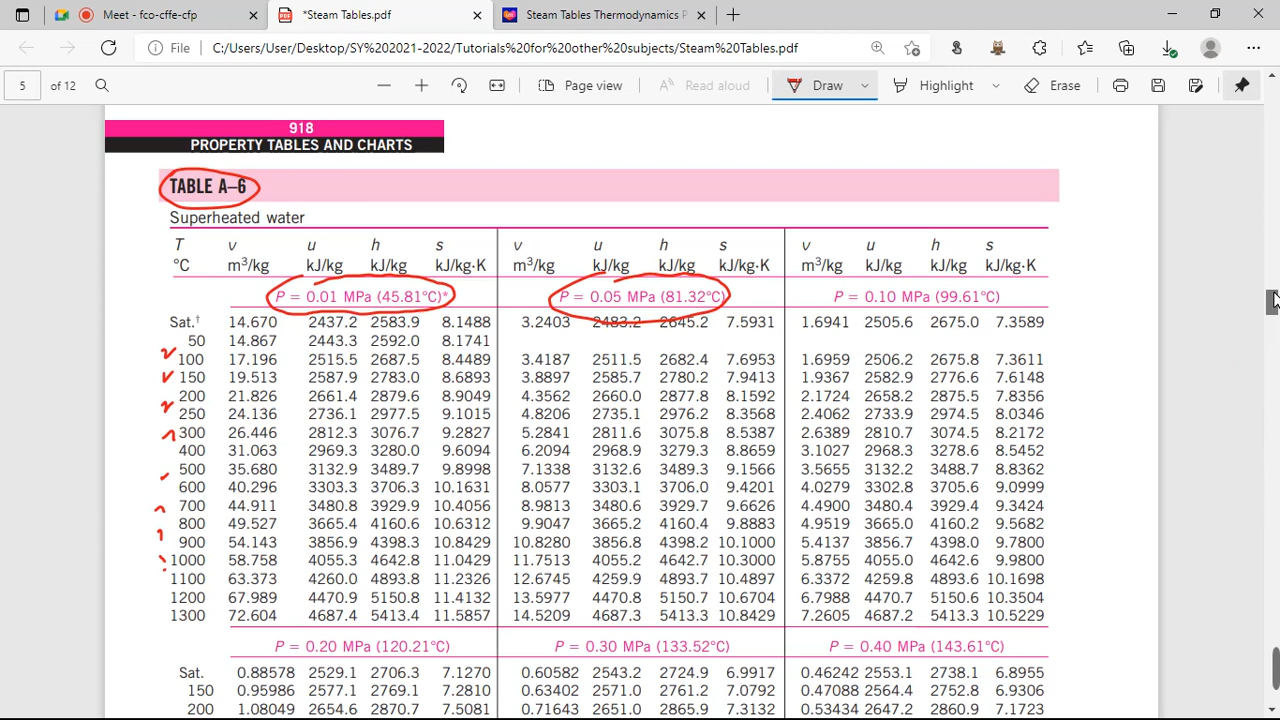 Meet - fco-cffe-cfp
*Steam Tables.pdf
Steam Tables Thermodynamics P
File C:/Users/User/Desktop/SY%202021-2022/Tutorials%20for%20other%20subjects/Steam%20Tables.pdf
5 of 12 Page view Read aloud Draw Highlight Erase
918
PROPERTY TABLES AND CHARTS
TABLE A–6
Superheated water
T v u h s v u h s v u h s
°C m3/kg kJ/kg kJ/kg kJ/kg·K m3/kg kJ/kg kJ/kg kJ/kg·K m3/kg kJ/kg kJ/kg kJ/kg·K
P = 0.01 MPa (45.81°C)* P = 0.05 MPa (81.32°C) P = 0.10 MPa (99.61°C)
Sat.† 14.670 2437.2 2583.9 8.1488 3.2403 2483.2 2645.2 7.5931 1.6941 2505.6 2675.0 7.3589
50 14.867 2443.3 2592.0 8.1741
100 17.196 2515.5 2687.5 8.4489 3.4187 2511.5 2682.4 7.6953 1.6959 2506.2 2675.8 7.3611
150 19.513 2587.9 2783.0 8.6893 3.8897 2585.7 2780.2 7.9413 1.9367 2582.9 2776.6 7.6148
200 21.826 2661.4 2879.6 8.9049 4.3562 2660.0 2877.8 8.1592 2.1724 2658.2 2875.5 7.8356
250 24.136 2736.1 2977.5 9.1015 4.8206 2735.1 2976.2 8.3568 2.4062 2733.9 2974.5 8.0346
300 26.446 2812.3 3076.7 9.2827 5.2841 2811.6 3075.8 8.5387 2.6389 2810.7 3074.5 8.2172
400 31.063 2969.3 3280.0 9.6094 6.2094 2968.9 3279.3 8.8659 3.1027 2968.3 3278.6 8.5452
500 35.680 3132.9 3489.7 9.8998 7.1338 3132.6 3489.3 9.1566 3.5655 3132.2 3488.7 8.8362
600 40.296 3303.3 3706.3 10.1631 8.0577 3303.1 3706.0 9.4201 4.0279 3302.8 3705.6 9.0999
700 44.911 3480.8 3929.9 10.4056 8.9813 3480.6 3929.7 9.6626 4.4900 3480.4 3929.4 9.3424
800 49.527 3665.4 4160.6 10.6312 9.9047 3665.2 4160.4 9.8883 4.9519 3665.0 4160.2 9.5682
900 54.143 3856.9 4398.3 10.8429 10.8280 3856.8 4398.2 10.1000 5.4137 3856.7 4398.0 9.7800
1000 58.758 4055.3 4642.8 11.0429 11.7513 4055.2 4642.7 10.3000 5.8755 4055.0 4642.6 9.9800
1100 63.373 4260.0 4893.8 11.2326 12.6745 4259.9 4893.7 10.4897 6.3372 4259.8 4893.6 10.1698
1200 67.989 4470.9 5150.8 11.4132 13.5977 4470.8 5150.7 10.6704 6.7988 4470.7 5150.6 10.3504
1300 72.604 4687.4 5413.4 11.5857 14.5209 4687.3 5413.3 10.8429 7.2605 4687.2 5413.3 10.5229
P = 0.20 MPa (120.21°C) P = 0.30 MPa (133.52°C) P = 0.40 MPa (143.61°C)
Sat. 0.88578 2529.1 2706.3 7.1270 0.60582 2543.2 2724.9 6.9917 0.46242 2553.1 2738.1 6.8955
150 0.95986 2577.1 2769.1 7.2810 0.63402 2571.0 2761.2 7.0792 0.47088 2564.4 2752.8 6.9306
200 1.08049 2654.6 2870.7 7.5081 0.71643 2651.0 2865.9 7.3132 0.53434 2647.2 2860.9 7.1723